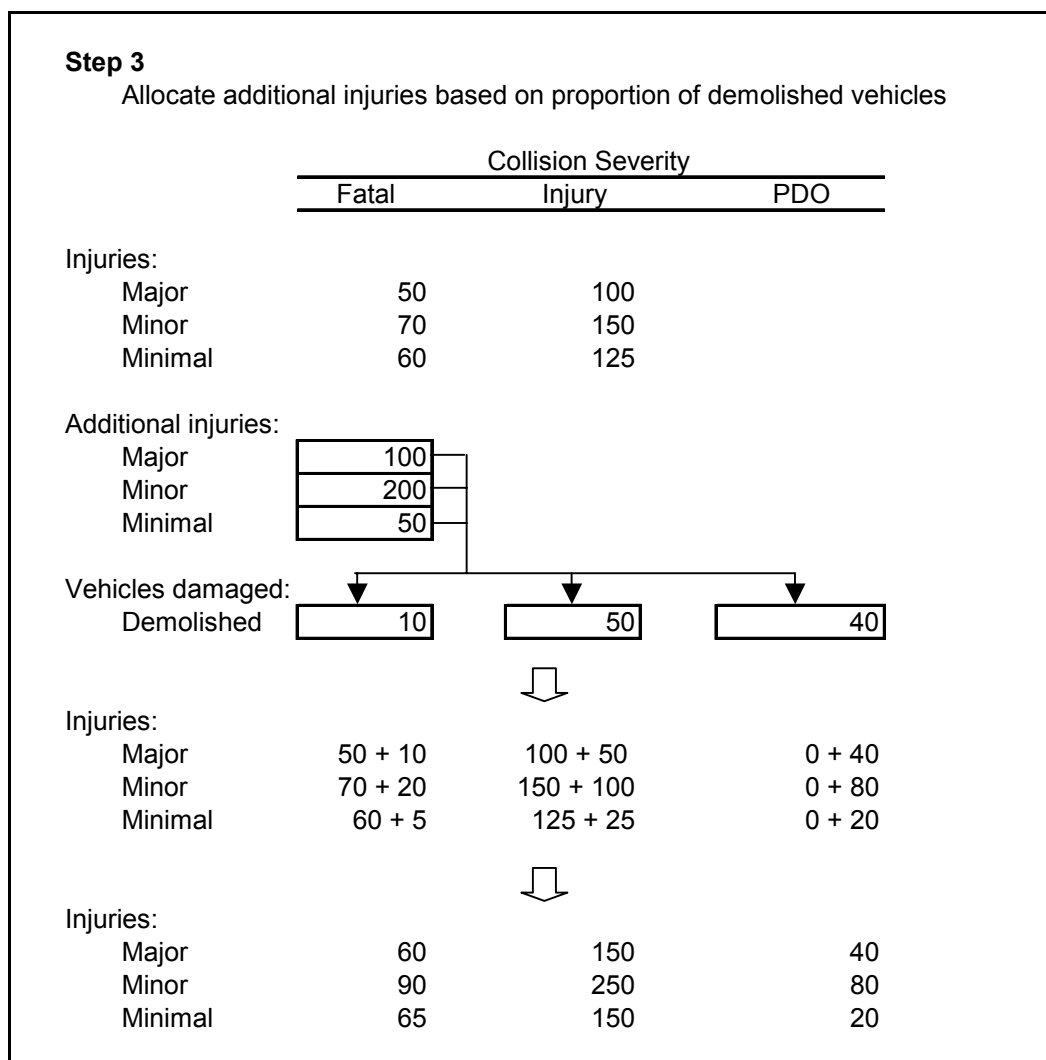 Step 3
Allocate additional injuries based on proportion of demolished vehicles
Collision Severity
Fatal Injury PDO
Injuries:
Major 50 100
Minor 70 150
Minimal 60 125
Additional injuries:
Major 100
Minor 200
Minimal 50
Vehicles damaged:
Demolished 10 50 40
Injuries:
Major 50 + 10 100 + 50 0 + 40
Minor 70 + 20 150 + 100 0 + 80
Minimal 60 + 5 125 + 25 0 + 20
Injuries:
Major 60 150 40
Minor 90 250 80
Minimal 65 150 20